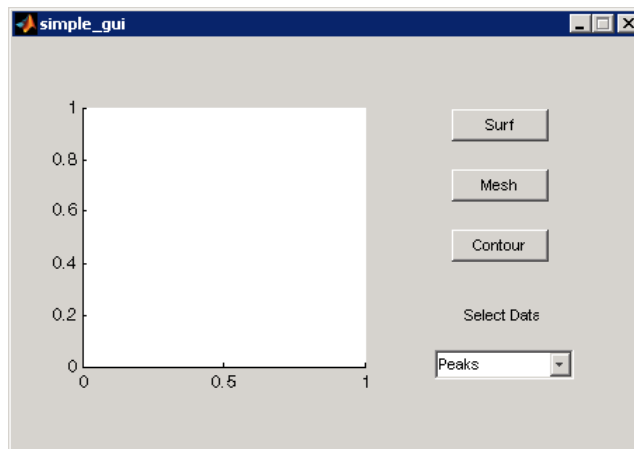 simple_gui
1
0.8
0.6
0.4
0.2
0
0 0.5 1
Surf
Mesh
Contour
Select Data
Peaks